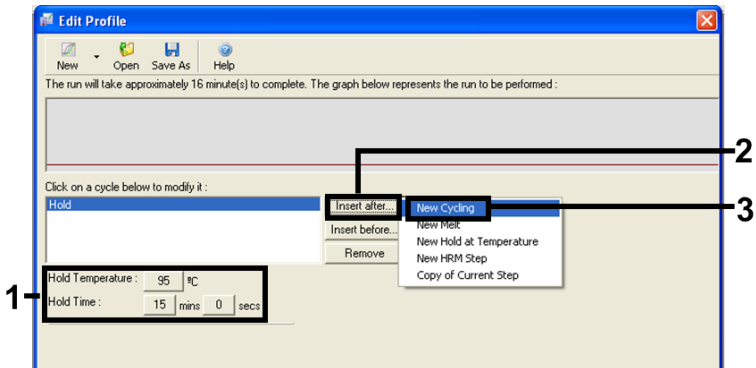 Edit Profile
New Open Save As Help
The run will take approximately 16 minute(s) to complete. The graph below represents the run to be performed :
2
Click on a cycle below to modify it :
Hold Insert after... New Cycling 3
Insert before... New Melt
Remove New Hold at Temperature
New HRM Step
Copy of Current Step
Hold Temperature : 95 ºC
1
Hold Time : 15 mins 0 secs